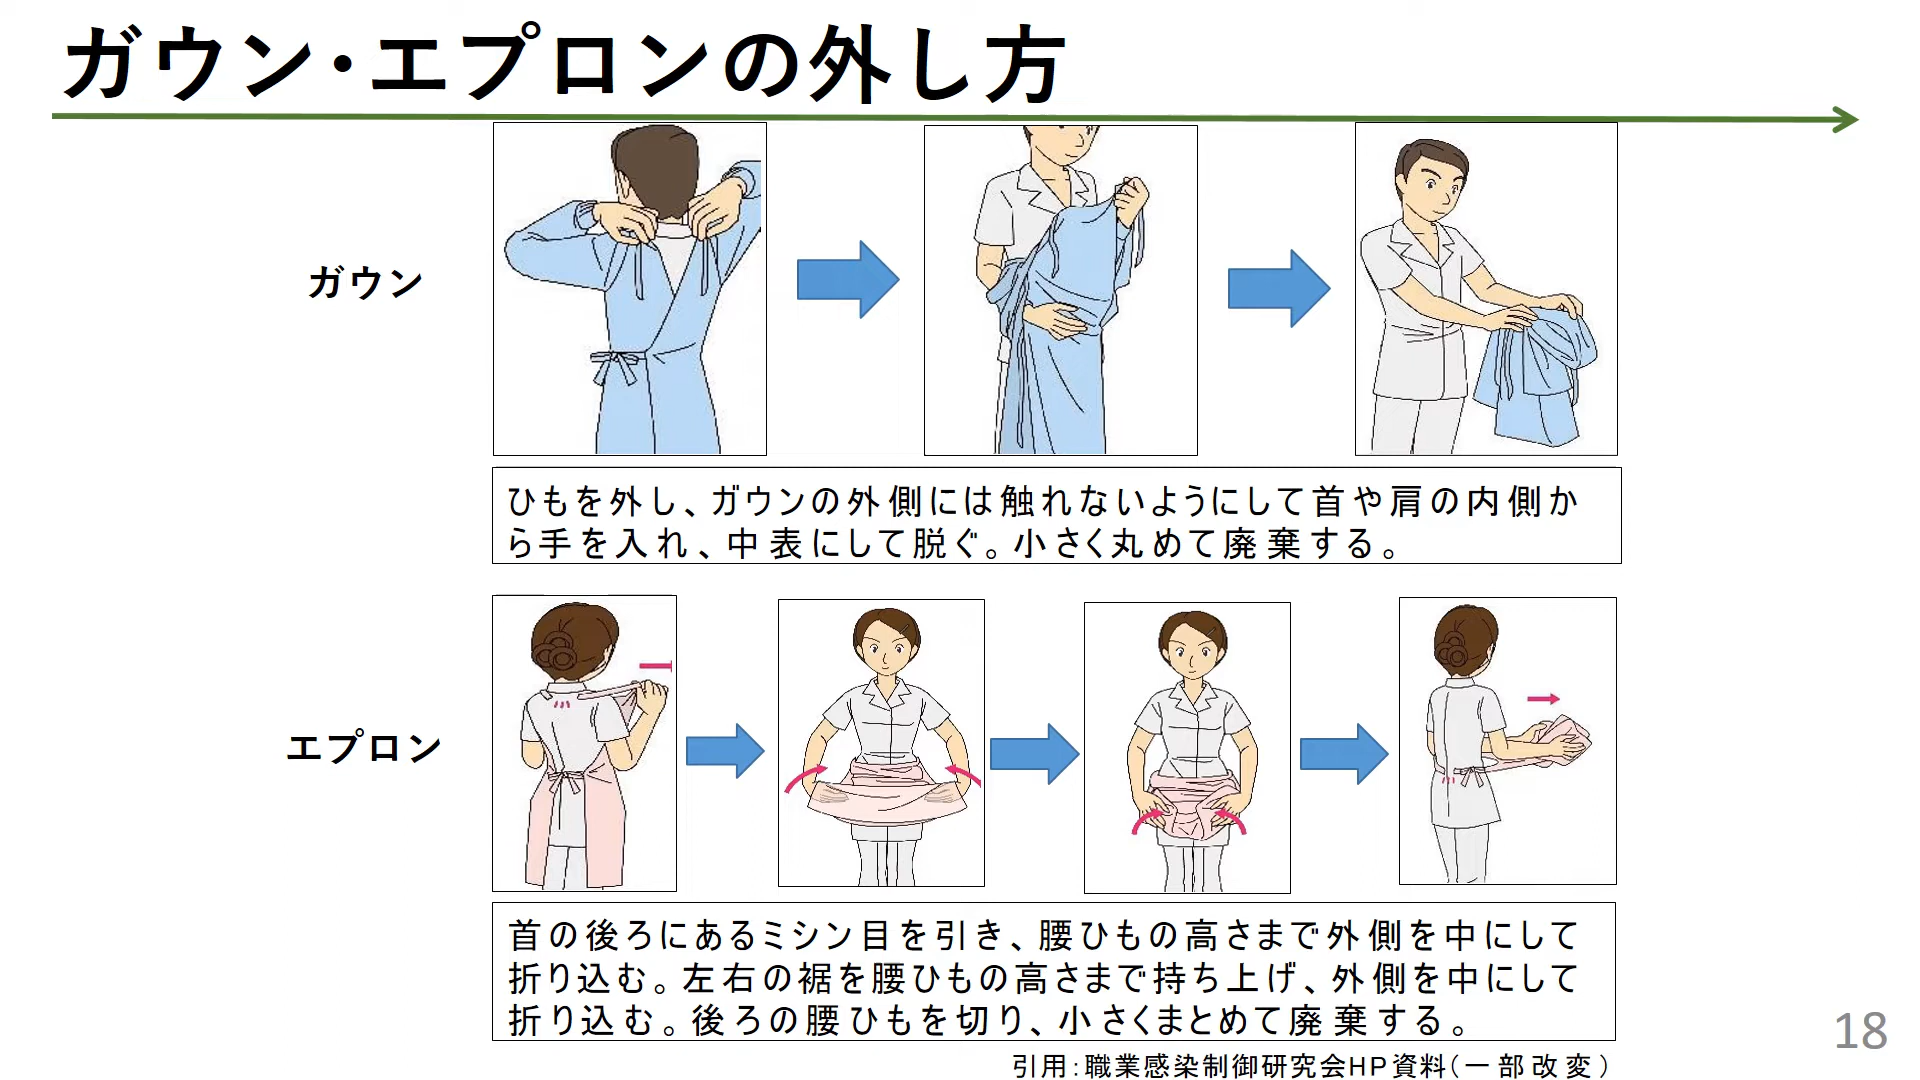 ガウン・エプロンの外し方
ガウン
ひもを外し、ガウンの外側には触れないようにして首や肩の内側か
ら手を入れ、中表にして脱ぐ。小さく丸めて廃棄する。
エプロン
首の後ろにあるミシン目を引き、腰ひもの高さまで外側を中にして
折り込む。左右の裾を腰ひもの高さまで持ち上げ、外側を中にして
折り込む。後ろの腰ひもを切り、小さくまとめて廃棄する。
引用:職業感染制御研究会HP資料(一部改変)
18